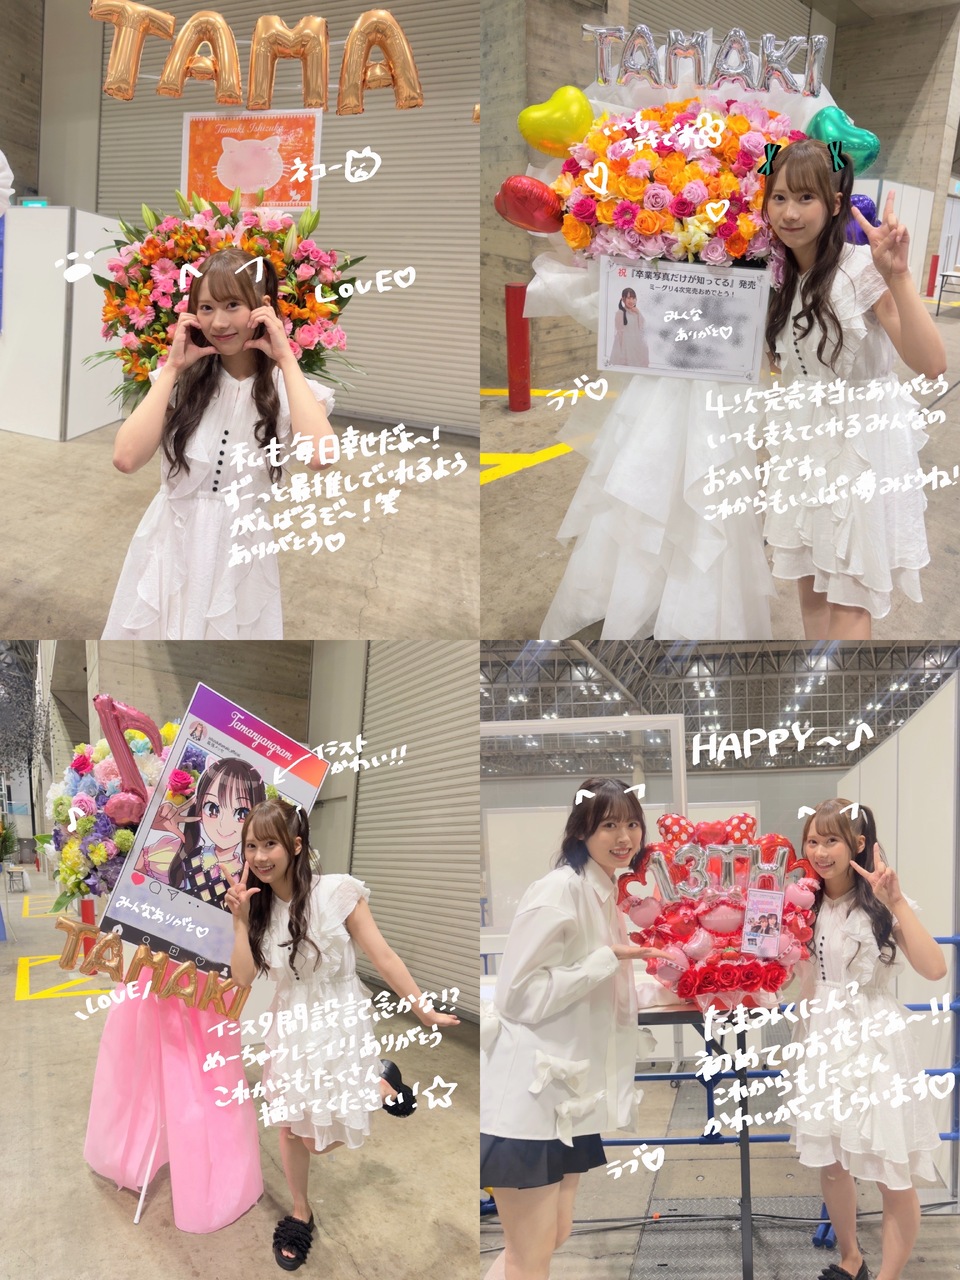 TAMA
Tamaki Ishizuka
ネコー
LOVE♡
私も毎日幸せだよ〜!
ずーっと最推しでいれるよう
がんばるぞ〜!笑
ありがとう♡
TAMAKI
いつも
ステキです
祝『卒業写真だけが知ってる』発売
ミーグリ4次完売おめでとう!
みんな
ありがと♡
ラブ♡
4次完売本当にありがとう
いつも支えてくれるみんなの
おかげです。
これからもいっぱい夢みようね!
Tamanyangram
イラスト
かわいい!!
♪
みんなありがと♡
TAMAKI
\LOVE/
インスタ開設記念かな!?
めーちゃウレシイ!!ありがとう
これからもたくさん
描いてください!☆
HAPPY〜♪
13TH
たまみくにん?
初めてのお花だぁ〜!!
これからもたくさん
かわいがってもらいます♡
ラブ♡